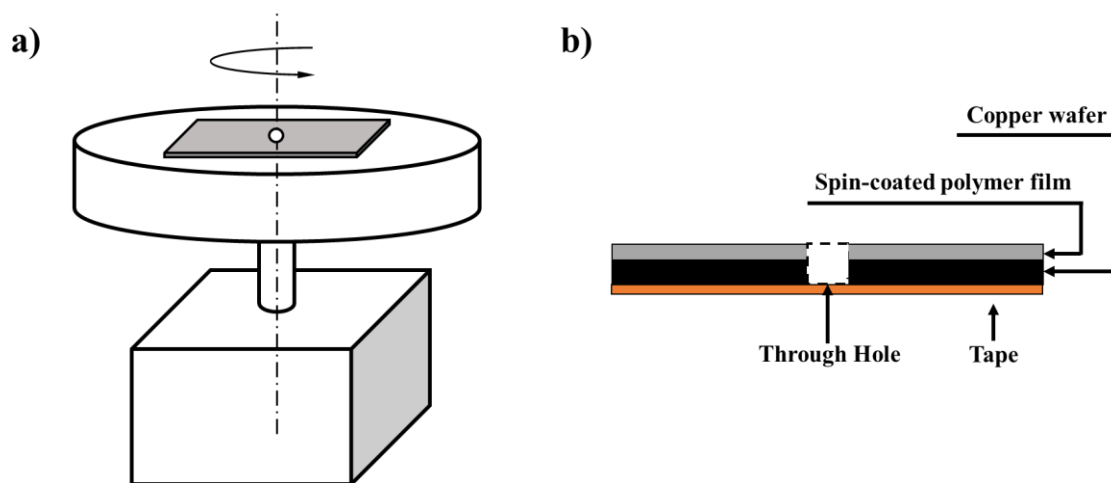 a)
b)
Copper wafer
Spin-coated polymer film
Through Hole
Tape